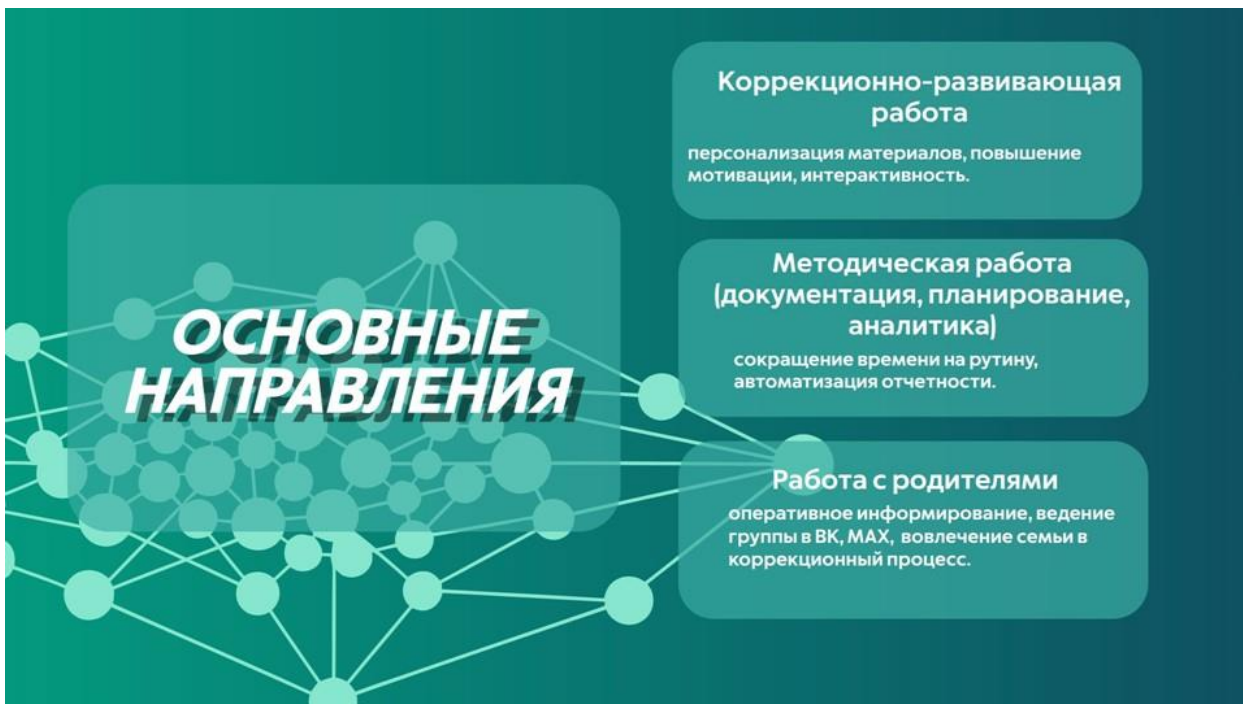 ОСНОВНЫЕ
НАПРАВЛЕНИЯ
Коррекционно-развивающая
работа
персонализация материалов, повышение
мотивации, интерактивность.
Методическая работа
(документация, планирование,
аналитика)
сокращение времени на рутину,
автоматизация отчетности.
Работа с родителями
оперативное информирование, ведение
группы в ВК, МАХ, вовлечение семьи в
коррекционный процесс.